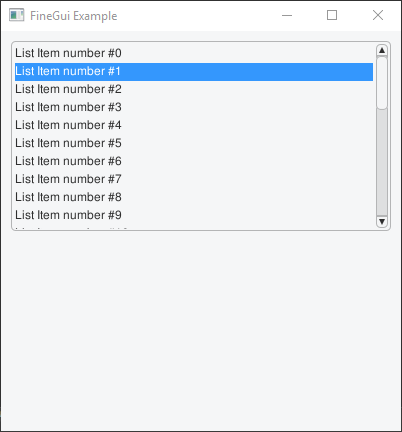 FineGui Example
List Item number #0
List Item number #1
List Item number #2
List Item number #3
List Item number #4
List Item number #5
List Item number #6
List Item number #7
List Item number #8
List Item number #9